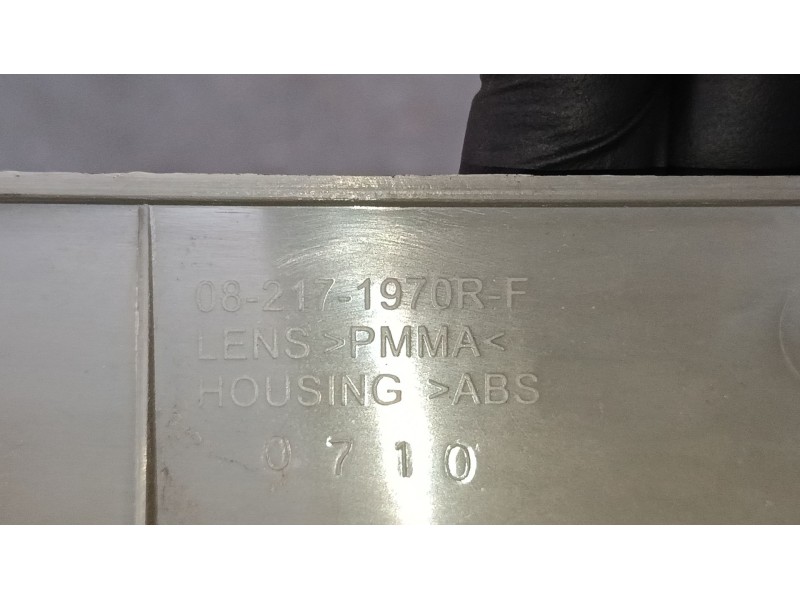 08-217-1970R-F
LENS >PMMA<
HOUSING >ABS
0710